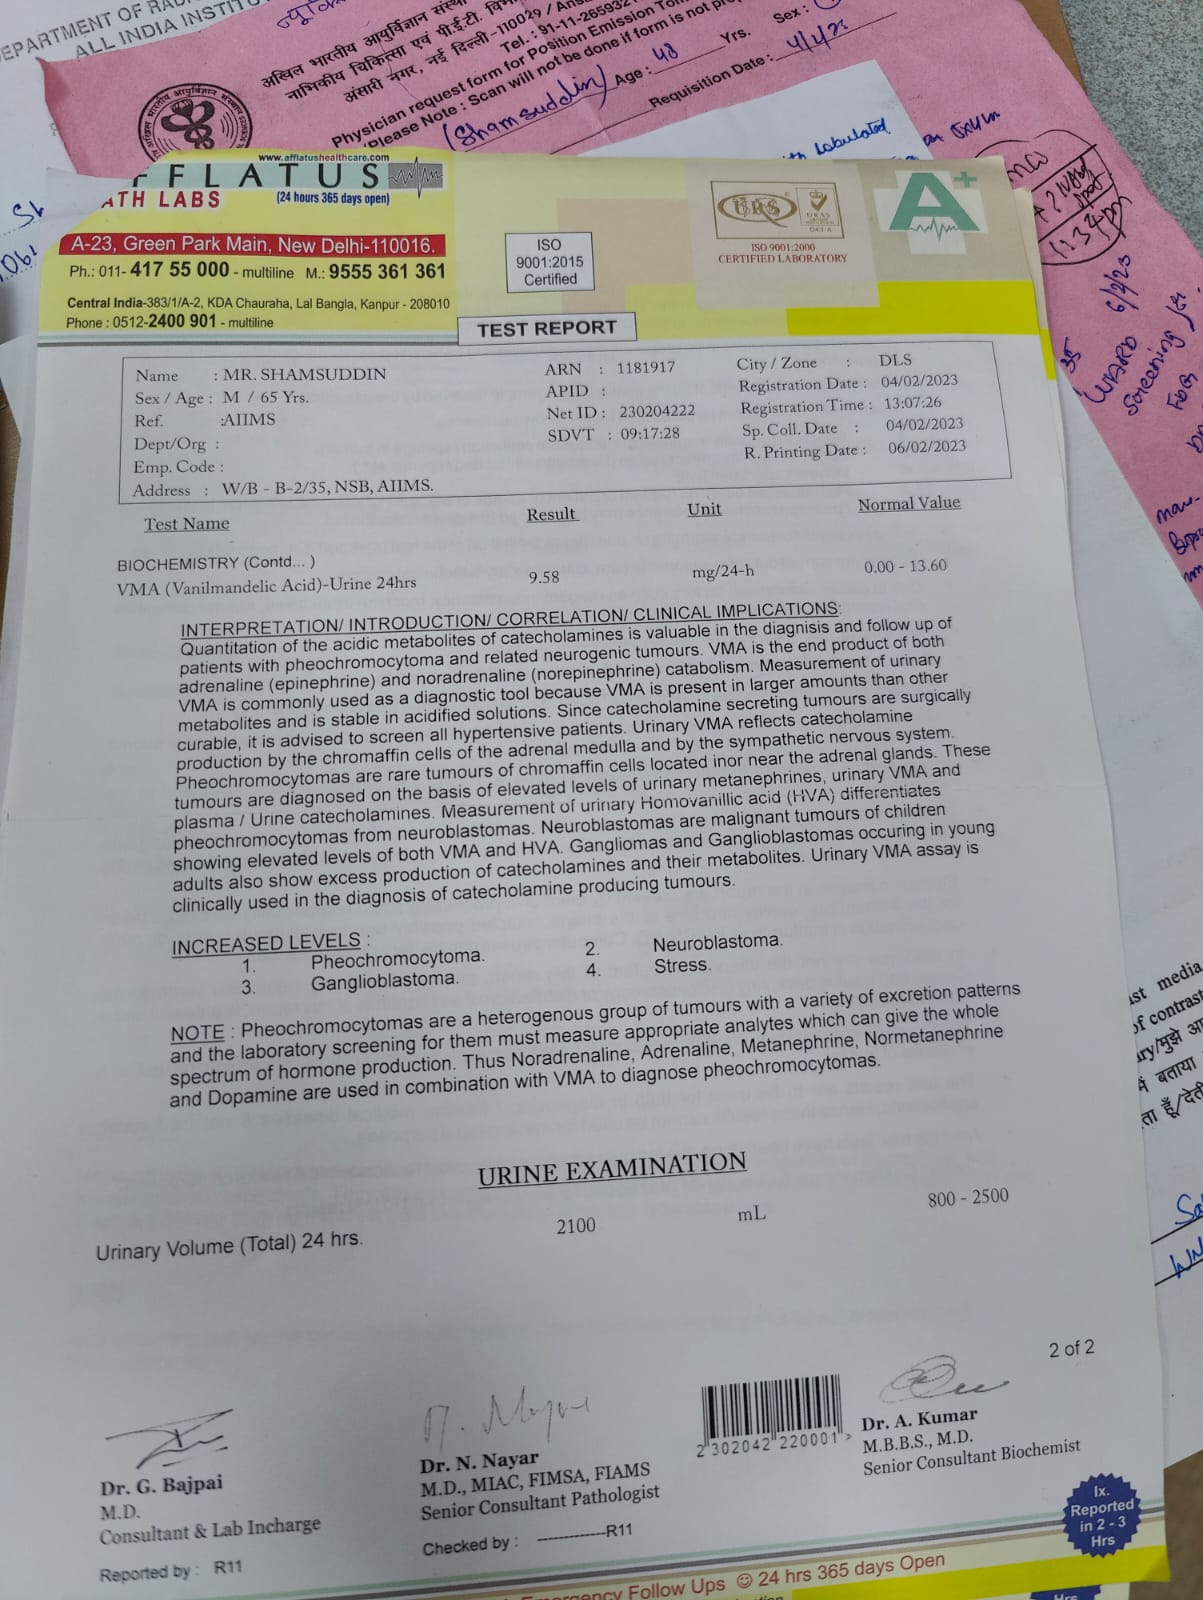 DEPARTMENT OF RAD
ALL INDIA INSTIT
अखिल भारतीय आयुर्विज्ञान संस्थ
नाभिकीय चिकित्सा एवं पी.ई.टी. वि
अंसारी नगर, नई दिल्ली -110029 / An
Tel. : 91-11-2659321
Physician request form for Position Emission Tom
Please Note : Scan will not be done if form is not pr
Sex :
(Shamsuddin) Age : 48 Yrs.
Requisition Date : 4/4/23
www.afflatushealthcare.com
FFLATUS
ATH LABS (24 hours 365 days open)
A-23, Green Park Main, New Delhi-110016.
Ph.: 011- 417 55 000 - multiline M.: 9555 361 361
Central India-383/1/A-2, KDA Chauraha, Lal Bangla, Kanpur - 208010
Phone : 0512-2400 901 - multiline
ISO
9001:2015
Certified
URS
UKAS
ISO 9001:2000
CERTIFIED LABORATORY
A+
TEST REPORT
Name : MR. SHAMSUDDIN ARN : 1181917 City / Zone : DLS
Sex / Age : M / 65 Yrs. APID : Registration Date : 04/02/2023
Ref. :AIIMS Net ID : 230204222 Registration Time : 13:07:26
Dept/Org : SDVT : 09:17:28 Sp. Coll. Date : 04/02/2023
Emp. Code : R. Printing Date : 06/02/2023
Address : W/B - B-2/35, NSB, AIIMS.
Test Name Result Unit Normal Value
BIOCHEMISTRY (Contd... )
VMA (Vanilmandelic Acid)-Urine 24hrs 9.58 mg/24-h 0.00 - 13.60
INTERPRETATION/ INTRODUCTION/ CORRELATION/ CLINICAL IMPLICATIONS:
Quantitation of the acidic metabolites of catecholamines is valuable in the diagnisis and follow up of
patients with pheochromocytoma and related neurogenic tumours. VMA is the end product of both
adrenaline (epinephrine) and noradrenaline (norepinephrine) catabolism. Measurement of urinary
VMA is commonly used as a diagnostic tool because VMA is present in larger amounts than other
metabolites and is stable in acidified solutions. Since catecholamine secreting tumours are surgically
curable, it is advised to screen all hypertensive patients. Urinary VMA reflects catecholamine
production by the chromaffin cells of the adrenal medulla and by the sympathetic nervous system.
Pheochromocytomas are rare tumours of chromaffin cells located inor near the adrenal glands. These
tumours are diagnosed on the basis of elevated levels of urinary metanephrines, urinary VMA and
plasma / Urine catecholamines. Measurement of urinary Homovanillic acid (HVA) differentiates
pheochromocytomas from neuroblastomas. Neuroblastomas are malignant tumours of children
showing elevated levels of both VMA and HVA. Gangliomas and Ganglioblastomas occuring in young
adults also show excess production of catecholamines and their metabolites. Urinary VMA assay is
clinically used in the diagnosis of catecholamine producing tumours.
INCREASED LEVELS :
1. Pheochromocytoma. 2. Neuroblastoma.
3. Ganglioblastoma. 4. Stress.
NOTE : Pheochromocytomas are a heterogenous group of tumours with a variety of excretion patterns
and the laboratory screening for them must measure appropriate analytes which can give the whole
spectrum of hormone production. Thus Noradrenaline, Adrenaline, Metanephrine, Normetanephrine
and Dopamine are used in combination with VMA to diagnose pheochromocytomas.
URINE EXAMINATION
Urinary Volume (Total) 24 hrs. 2100 mL 800 - 2500
2 of 2
Dr. G. Bajpai
M.D.
Consultant & Lab Incharge
Reported by : R11
Dr. N. Nayar
M.D., MIAC, FIMSA, FIAMS
Senior Consultant Pathologist
Checked by : -------------R11
2 302042 220001 >
Dr. A. Kumar
M.B.B.S., M.D.
Senior Consultant Biochemist
Ix.
Reported
in 2 - 3
Hrs
Emergency Follow Ups ☺ 24 hrs 365 days Open
Hrs
labulated
11:34pm
WARD 6/2/23
Screening
35
st media
of contrast
ary/मुझे
में बताया
ता हूँ/देती